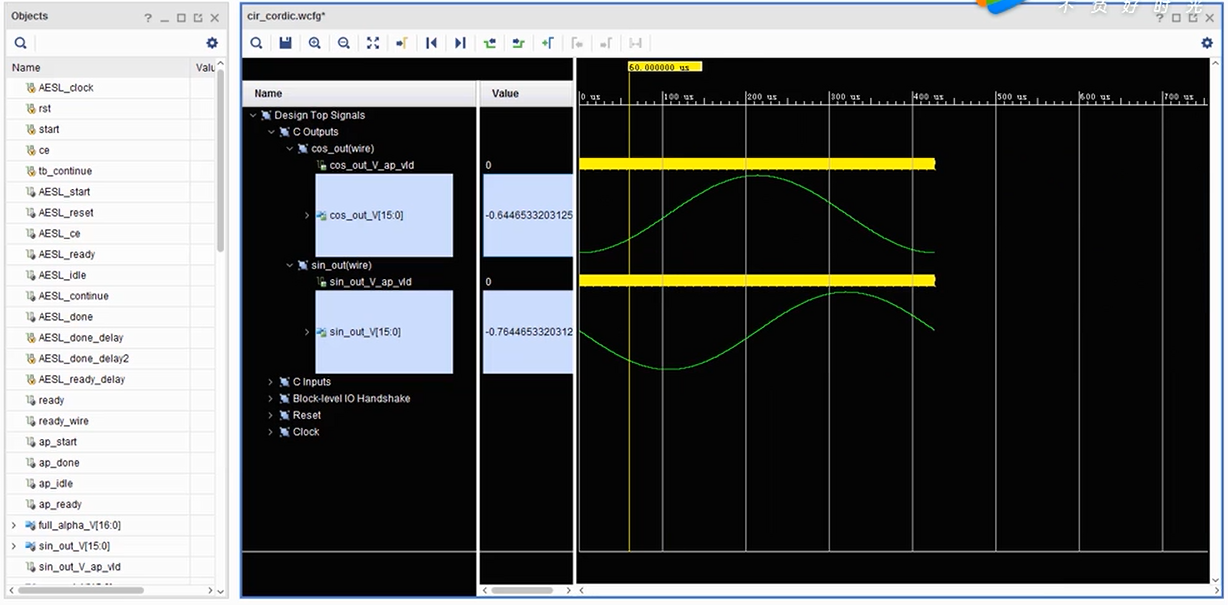 Objects
Name
Valu
AESL_clock
rst
start
ce
tb_continue
AESL_start
AESL_reset
AESL_ce
AESL_ready
AESL_idle
AESL_continue
AESL_done
AESL_done_delay
AESL_done_delay2
AESL_ready_delay
ready
ready_wire
ap_start
ap_done
ap_idle
ap_ready
full_alpha_V[16:0]
sin_out_V[15:0]
sin_out_V_ap_vld
cir_cordic.wcfg*
不 负 好 时 光
Name
Value
Design Top Signals
C Outputs
cos_out(wire)
cos_out_V_ap_vld
0
cos_out_V[15:0]
-0.6446533203125
sin_out(wire)
sin_out_V_ap_vld
0
sin_out_V[15:0]
-0.7644653320312
C Inputs
Block-level IO Handshake
Reset
Clock
60.000000 us
0 us
100 us
200 us
300 us
400 us
500 us
600 us
700 us